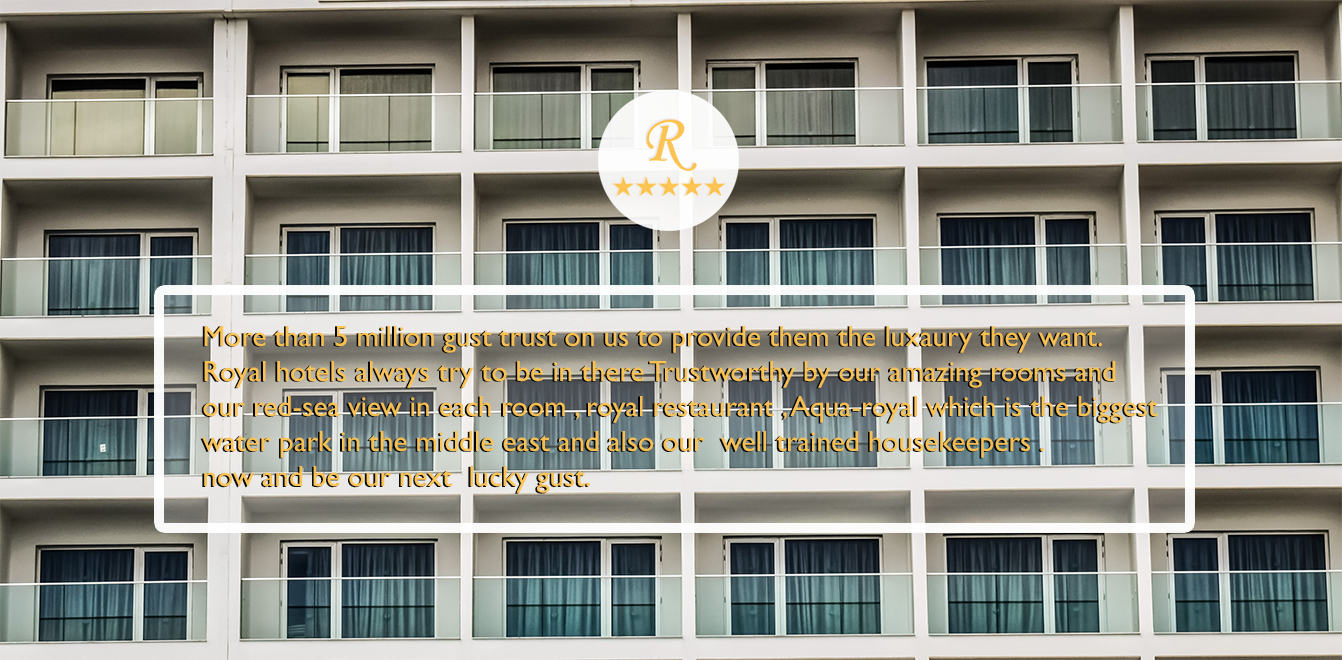 R
More than 5 million gust trust on us to provide them the luxaury they want.
Royal hotels always try to be in there Trustworthy by our amazing rooms and
our red-sea view in each room , royal restaurant ,Aqua-royal which is the biggest
water park in the middle east and also our  well trained housekeepers .
now and be our next  lucky gust.